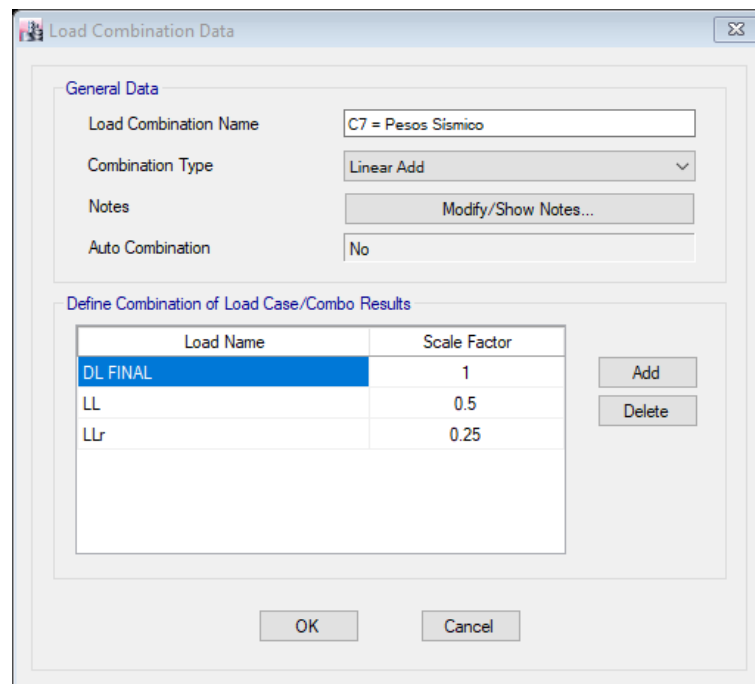 Load Combination Data
General Data
Load Combination Name C7 = Pesos Sísmico
Combination Type Linear Add
Notes Modify/Show Notes...
Auto Combination No
Define Combination of Load Case/Combo Results
Load Name Scale Factor
DL FINAL 1 Add
LL 0.5 Delete
LLr 0.25
OK Cancel